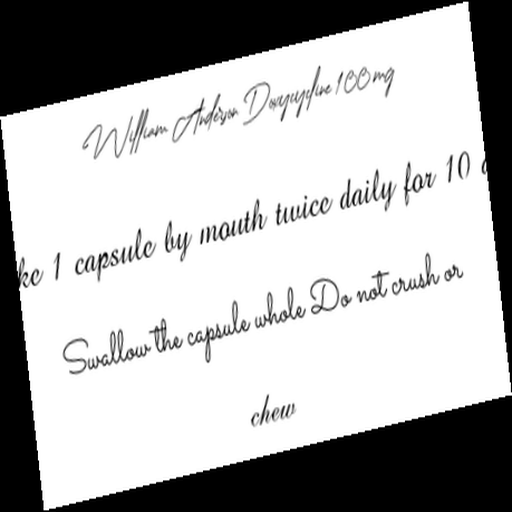 William Anderson Doxycycline 100 mg
ke 1 capsule by mouth twice daily for 10
Swallow the capsule whole Do not crush or
chew